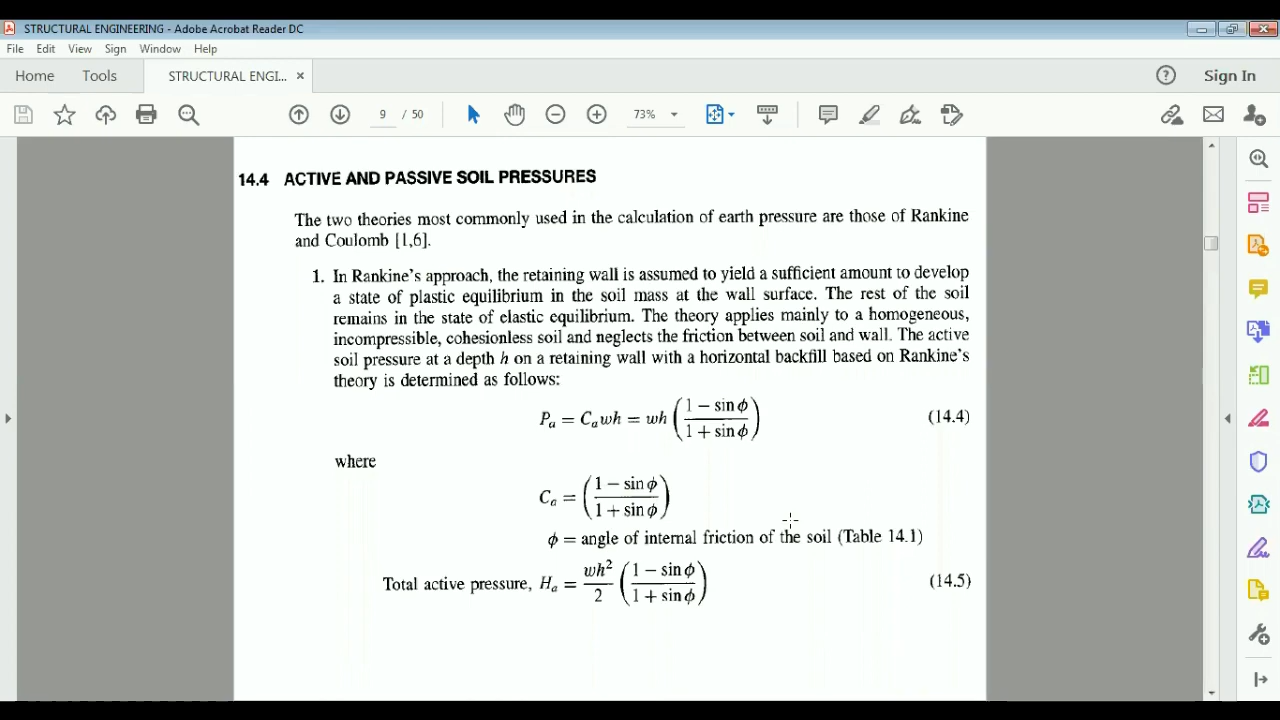 STRUCTURAL ENGINEERING - Adobe Acrobat Reader DC
File Edit View Sign Window Help
Home Tools STRUCTURAL ENGI... × Sign In
9 / 50 73%
14.4 ACTIVE AND PASSIVE SOIL PRESSURES
The two theories most commonly used in the calculation of earth pressure are those of Rankine
and Coulomb [1,6].
1. In Rankine's approach, the retaining wall is assumed to yield a sufficient amount to develop
a state of plastic equilibrium in the soil mass at the wall surface. The rest of the soil
remains in the state of elastic equilibrium. The theory applies mainly to a homogeneous,
incompressible, cohesionless soil and neglects the friction between soil and wall. The active
soil pressure at a depth h on a retaining wall with a horizontal backfill based on Rankine's
theory is determined as follows:
Pₐ = Cₐwh = wh (1 − sin ϕ / 1 + sin ϕ) (14.4)
where
Cₐ = (1 − sin ϕ / 1 + sin ϕ)
ϕ = angle of internal friction of the soil (Table 14.1)
Total active pressure, Hₐ = wh² / 2 (1 − sin ϕ / 1 + sin ϕ) (14.5)